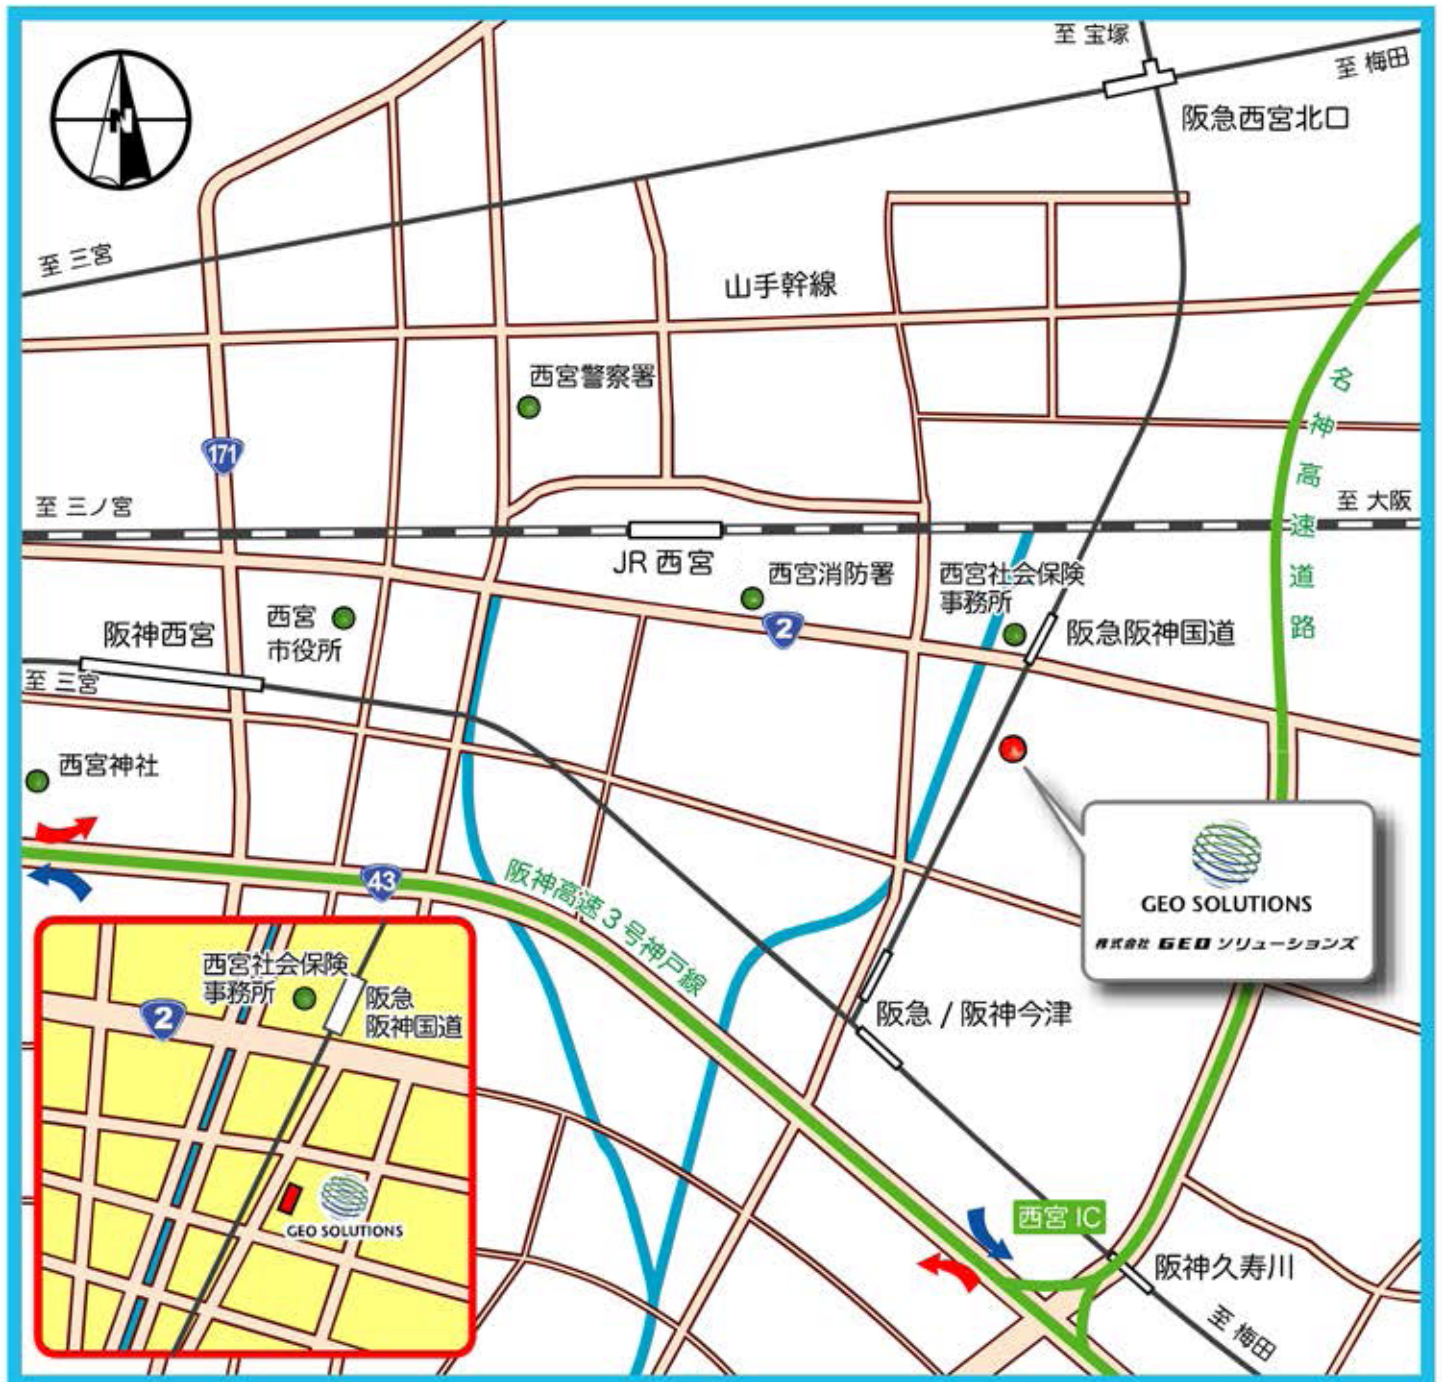 至 宝塚
至 梅田
N
阪急西宮北口
至 三宮
山手幹線
西宮警察署
名神高速道路
171
至 三ノ宮
至 大阪
JR 西宮
西宮消防署
西宮社会保険
事務所
2
西宮
市役所
阪神西宮
阪急阪神国道
至 三宮
西宮神社
43
阪神高速3号神戸線
GEO SOLUTIONS
株式会社 GEO ソリューションズ
西宮社会保険
事務所
2
阪急
阪神国道
GEO SOLUTIONS
阪急 / 阪神今津
西宮 IC
阪神久寿川
至 梅田